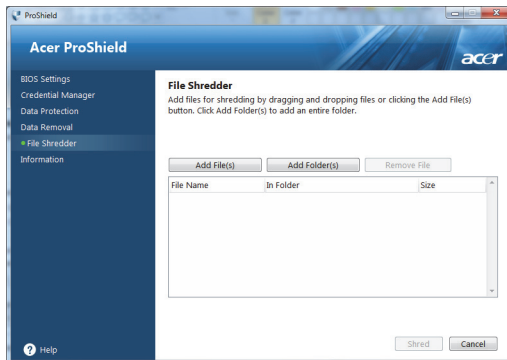 ProShield
Acer ProShield
acer
BIOS Settings
Credential Manager
Data Protection
Data Removal
File Shredder
Information
File Shredder
Add files for shredding by dragging and dropping files or clicking the Add File(s)
button. Click Add Folder(s) to add an entire folder.
Add File(s) Add Folder(s) Remove File
File Name In Folder Size
Help
Shred Cancel